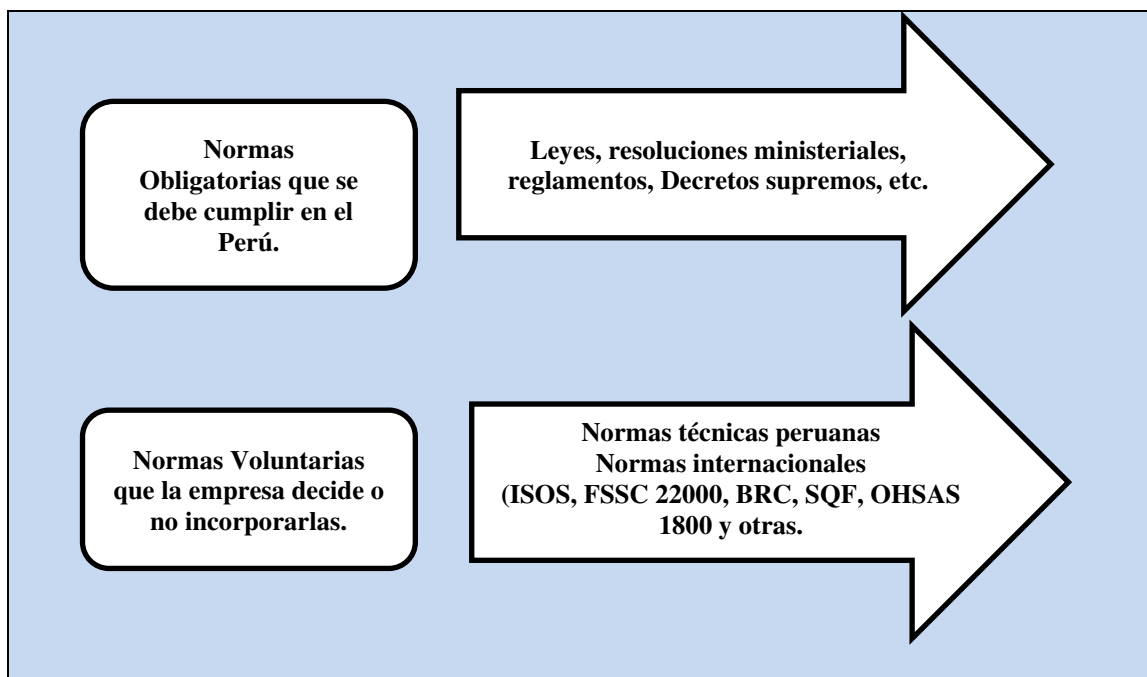 Normas
Obligatorias que se
debe cumplir en el
Perú.
Leyes, resoluciones ministeriales,
reglamentos, Decretos supremos, etc.
Normas Voluntarias
que la empresa decide o
no incorporarlas.
Normas técnicas peruanas
Normas internacionales
(ISOS, FSSC 22000, BRC, SQF, OHSAS
1800 y otras.